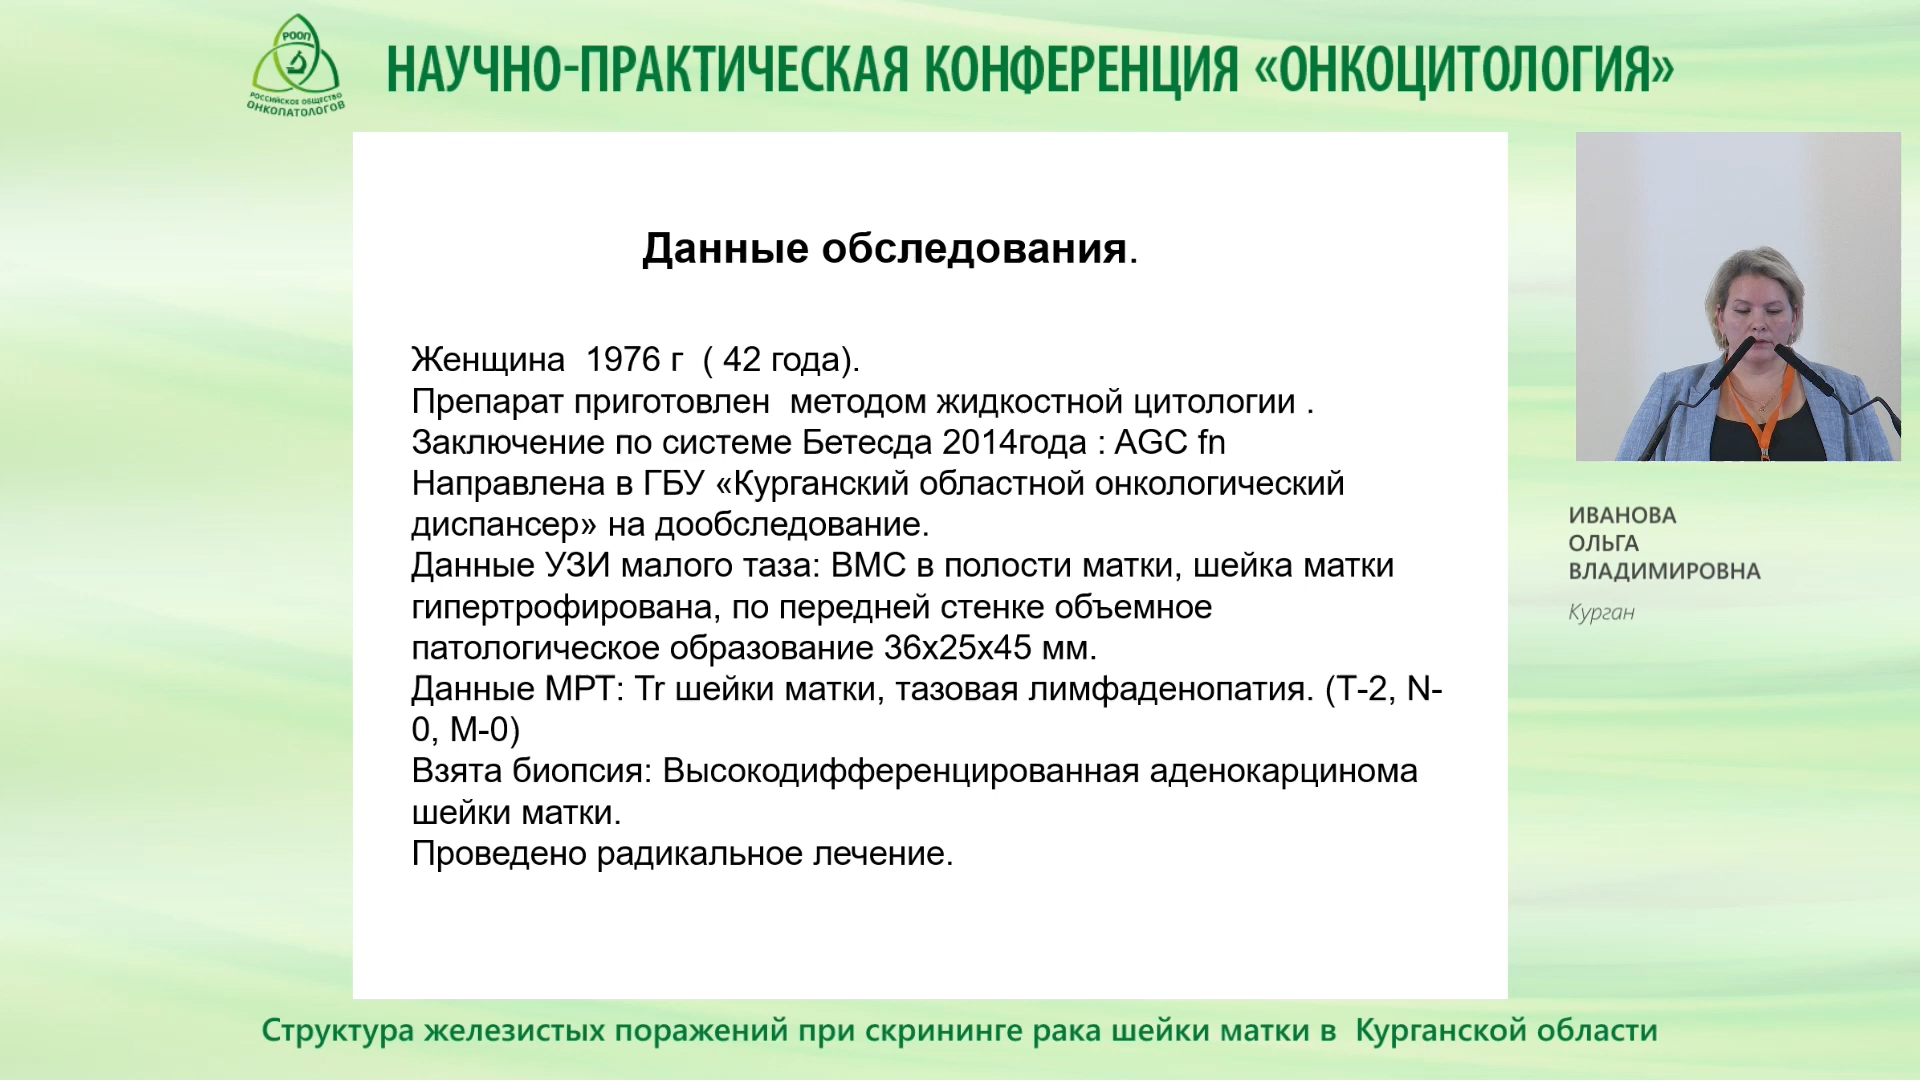 РООП
РОССИЙСКОЕ ОБЩЕСТВО
ОНКОПАТОЛОГОВ
НАУЧНО-ПРАКТИЧЕСКАЯ КОНФЕРЕНЦИЯ «ОНКОЦИТОЛОГИЯ»
Данные обследования.
Женщина 1976 г ( 42 года).
Препарат приготовлен методом жидкостной цитологии .
Заключение по системе Бетесда 2014года : AGC fn
Направлена в ГБУ «Курганский областной онкологический
диспансер» на дообследование.
Данные УЗИ малого таза: ВМС в полости матки, шейка матки
гипертрофирована, по передней стенке объемное
патологическое образование 36х25х45 мм.
Данные МРТ: Tr шейки матки, тазовая лимфаденопатия. (Т-2, N-
0, М-0)
Взята биопсия: Высокодифференцированная аденокарцинома
шейки матки.
Проведено радикальное лечение.
ИВАНОВА
ОЛЬГА
ВЛАДИМИРОВНА
Курган
Структура железистых поражений при скрининге рака шейки матки в Курганской области